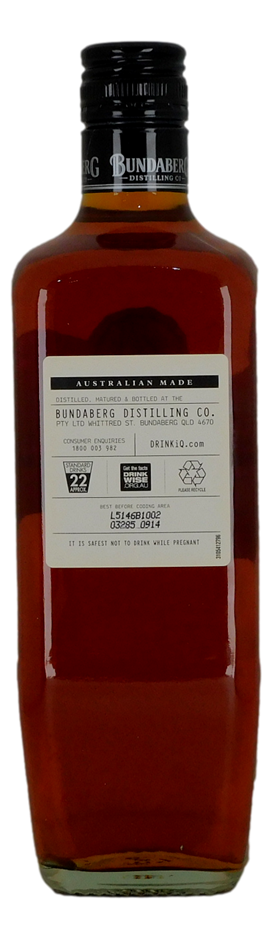 BUNDABERG
DISTILLING CO
AUSTRALIAN MADE
DISTILLED, MATURED & BOTTLED AT THE
BUNDABERG DISTILLING CO.
PTY LTD WHITTRED ST. BUNDABERG QLD 4670
CONSUMER ENQUIRIES
1800 003 982
DRINKiQ.com
STANDARD
DRINKS
22
APPROX.
Get the facts
DRINK
WISE
.ORG.AU
PLEASE RECYCLE
BEST BEFORE CODING AREA
L5146B1002
03285 0914
IT IS SAFEST NOT TO DRINK WHILE PREGNANT